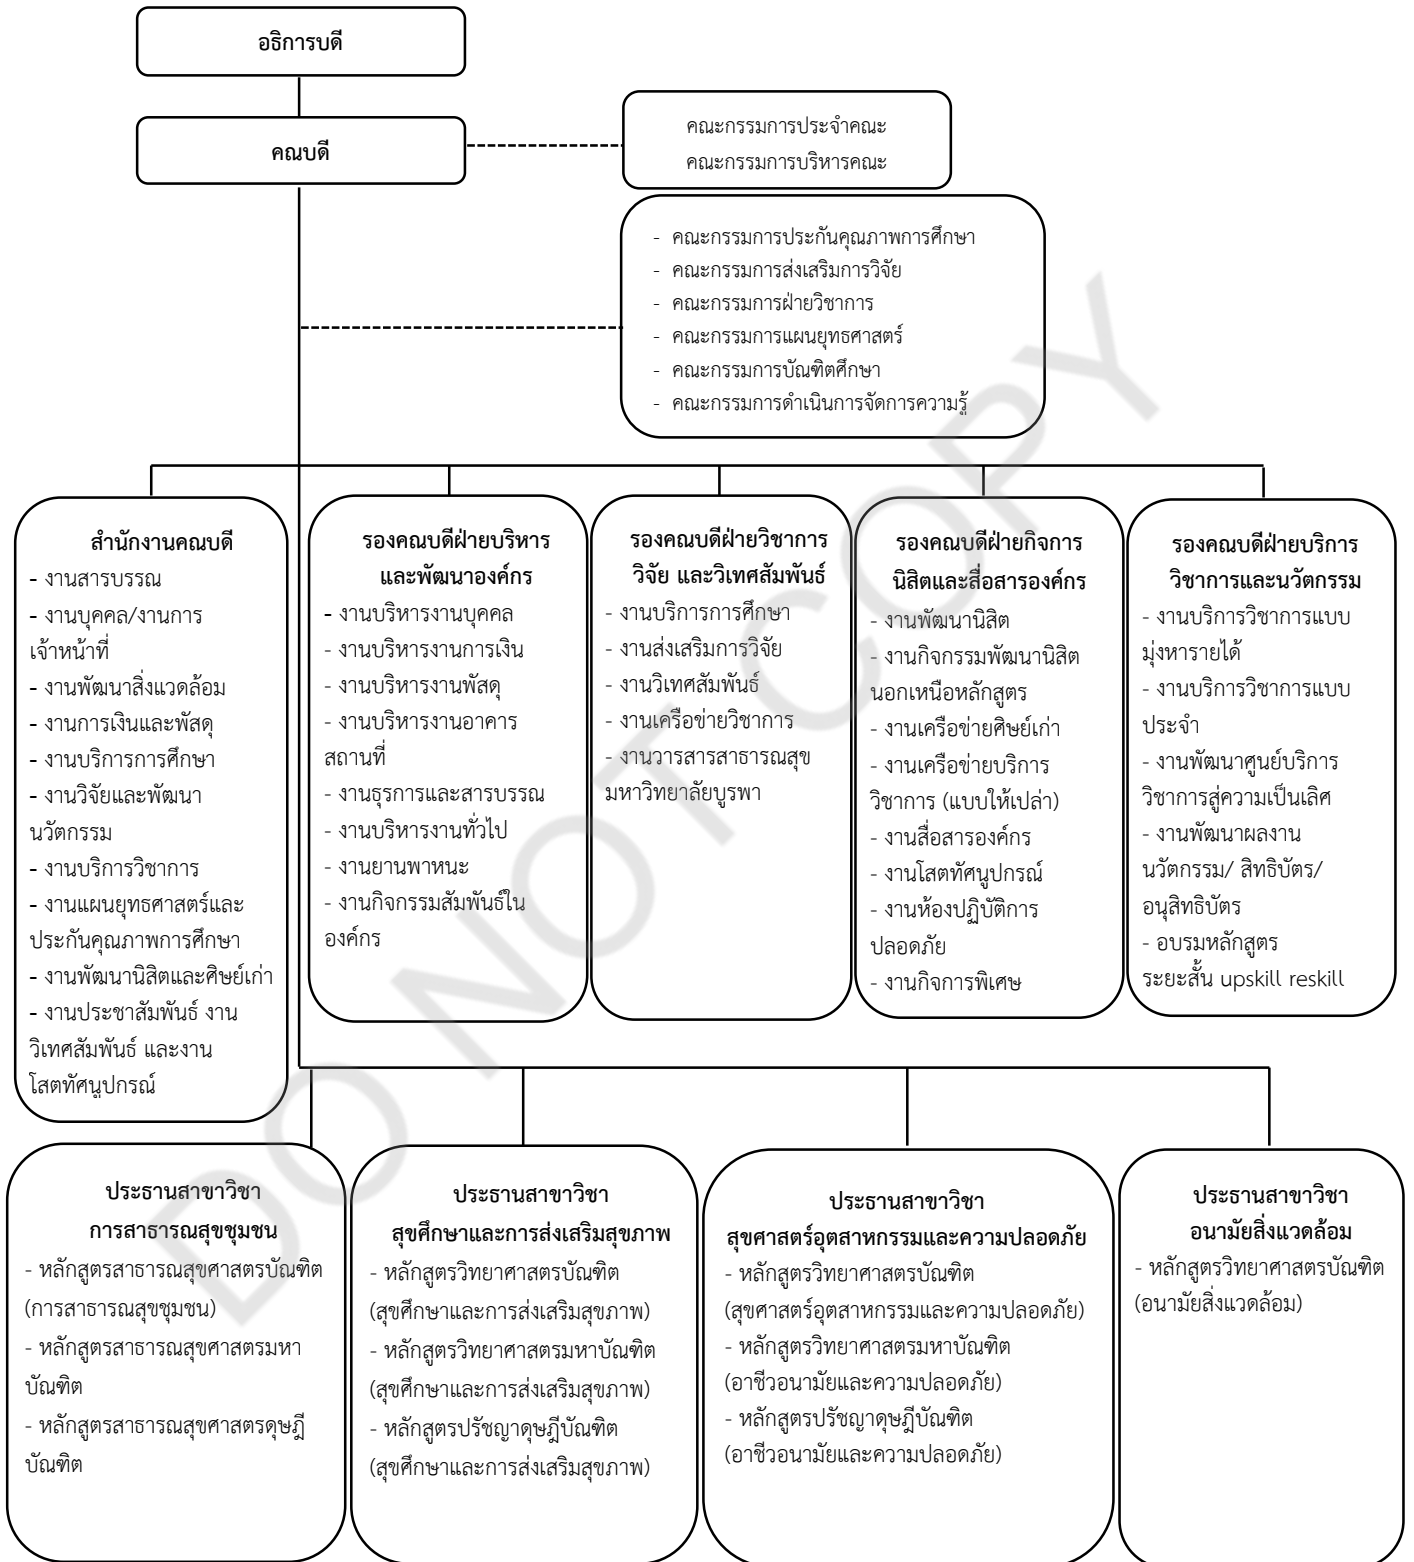 อธิการบดี
คณบดี
คณะกรรมการประจำคณะ
คณะกรรมการบริหารคณะ
- คณะกรรมการประกันคุณภาพการศึกษา
- คณะกรรมการส่งเสริมการวิจัย
- คณะกรรมการฝ่ายวิชาการ
- คณะกรรมการแผนยุทธศาสตร์
- คณะกรรมการบัณฑิตศึกษา
- คณะกรรมการดำเนินการจัดการความรู้
สำนักงานคณบดี
- งานสารบรรณ
- งานบุคคล/งานการ
เจ้าหน้าที่
- งานพัฒนาสิ่งแวดล้อม
- งานการเงินและพัสดุ
- งานบริการการศึกษา
- งานวิจัยและพัฒนา
นวัตกรรม
- งานบริการวิชาการ
- งานแผนยุทธศาสตร์และ
ประกันคุณภาพการศึกษา
- งานพัฒนานิสิตและศิษย์เก่า
- งานประชาสัมพันธ์ งาน
วิเทศสัมพันธ์ และงาน
โสตทัศนูปกรณ์
รองคณบดีฝ่ายบริหาร
และพัฒนาองค์กร
- งานบริหารงานบุคคล
- งานบริหารงานการเงิน
- งานบริหารงานพัสดุ
- งานบริหารงานอาคาร
สถานที่
- งานธุรการและสารบรรณ
- งานบริหารงานทั่วไป
- งานยานพาหนะ
- งานกิจกรรมสัมพันธ์ใน
องค์กร
รองคณบดีฝ่ายวิชาการ
วิจัย และวิเทศสัมพันธ์
- งานบริการการศึกษา
- งานส่งเสริมการวิจัย
- งานวิเทศสัมพันธ์
- งานเครือข่ายวิชาการ
- งานวารสารสาธารณสุข
มหาวิทยาลัยบูรพา
รองคณบดีฝ่ายกิจการ
นิสิตและสื่อสารองค์กร
- งานพัฒนานิสิต
- งานกิจกรรมพัฒนานิสิต
นอกเหนือหลักสูตร
- งานเครือข่ายศิษย์เก่า
- งานเครือข่ายบริการ
วิชาการ (แบบให้เปล่า)
- งานสื่อสารองค์กร
- งานโสตทัศนูปกรณ์
- งานห้องปฏิบัติการ
ปลอดภัย
- งานกิจการพิเศษ
รองคณบดีฝ่ายบริการ
วิชาการและนวัตกรรม
- งานบริการวิชาการแบบ
มุ่งหารายได้
- งานบริการวิชาการแบบ
ประจำ
- งานพัฒนาศูนย์บริการ
วิชาการสู่ความเป็นเลิศ
- งานพัฒนาผลงาน
นวัตกรรม/ สิทธิบัตร/
อนุสิทธิบัตร
- อบรมหลักสูตร
ระยะสั้น upskill reskill
ประธานสาขาวิชา
การสาธารณสุขชุมชน
- หลักสูตรสาธารณสุขศาสตรบัณฑิต
(การสาธารณสุขชุมชน)
- หลักสูตรสาธารณสุขศาสตรมหา
บัณฑิต
- หลักสูตรสาธารณสุขศาสตรดุษฎี
บัณฑิต
ประธานสาขาวิชา
สุขศึกษาและการส่งเสริมสุขภาพ
- หลักสูตรวิทยาศาสตรบัณฑิต
(สุขศึกษาและการส่งเสริมสุขภาพ)
- หลักสูตรวิทยาศาสตรมหาบัณฑิต
(สุขศึกษาและการส่งเสริมสุขภาพ)
- หลักสูตรปรัชญาดุษฎีบัณฑิต
(สุขศึกษาและการส่งเสริมสุขภาพ)
ประธานสาขาวิชา
สุขศาสตร์อุตสาหกรรมและความปลอดภัย
- หลักสูตรวิทยาศาสตรบัณฑิต
(สุขศาสตร์อุตสาหกรรมและความปลอดภัย)
- หลักสูตรวิทยาศาสตรมหาบัณฑิต
(อาชีวอนามัยและความปลอดภัย)
- หลักสูตรปรัชญาดุษฎีบัณฑิต
(อาชีวอนามัยและความปลอดภัย)
ประธานสาขาวิชา
อนามัยสิ่งแวดล้อม
- หลักสูตรวิทยาศาสตรบัณฑิต
(อนามัยสิ่งแวดล้อม)
DO NOT COPY